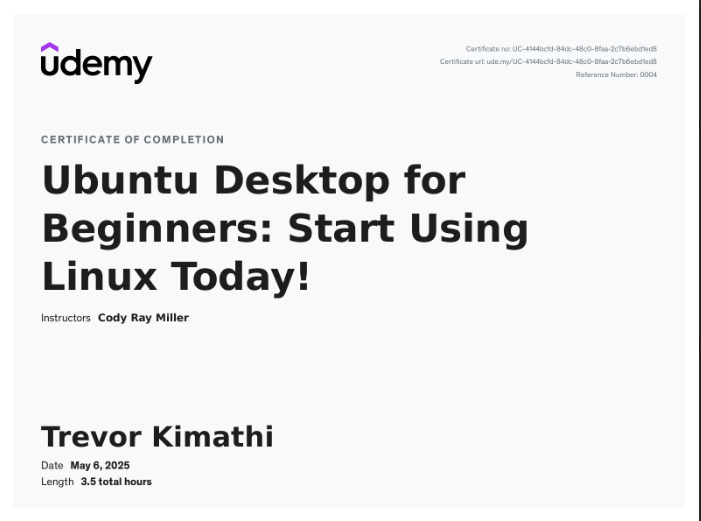 udemy
Certificate no: UC-4144bcfd-84dc-48c0-8faa-2c7b6ebd1ed8
Certificate url: ude.my/UC-4144bcfd-84dc-48c0-8faa-2c7b6ebd1ed8
Reference Number: 0004
CERTIFICATE OF COMPLETION
Ubuntu Desktop for
Beginners: Start Using
Linux Today!
Instructors Cody Ray Miller
Trevor Kimathi
Date May 6, 2025
Length 3.5 total hours